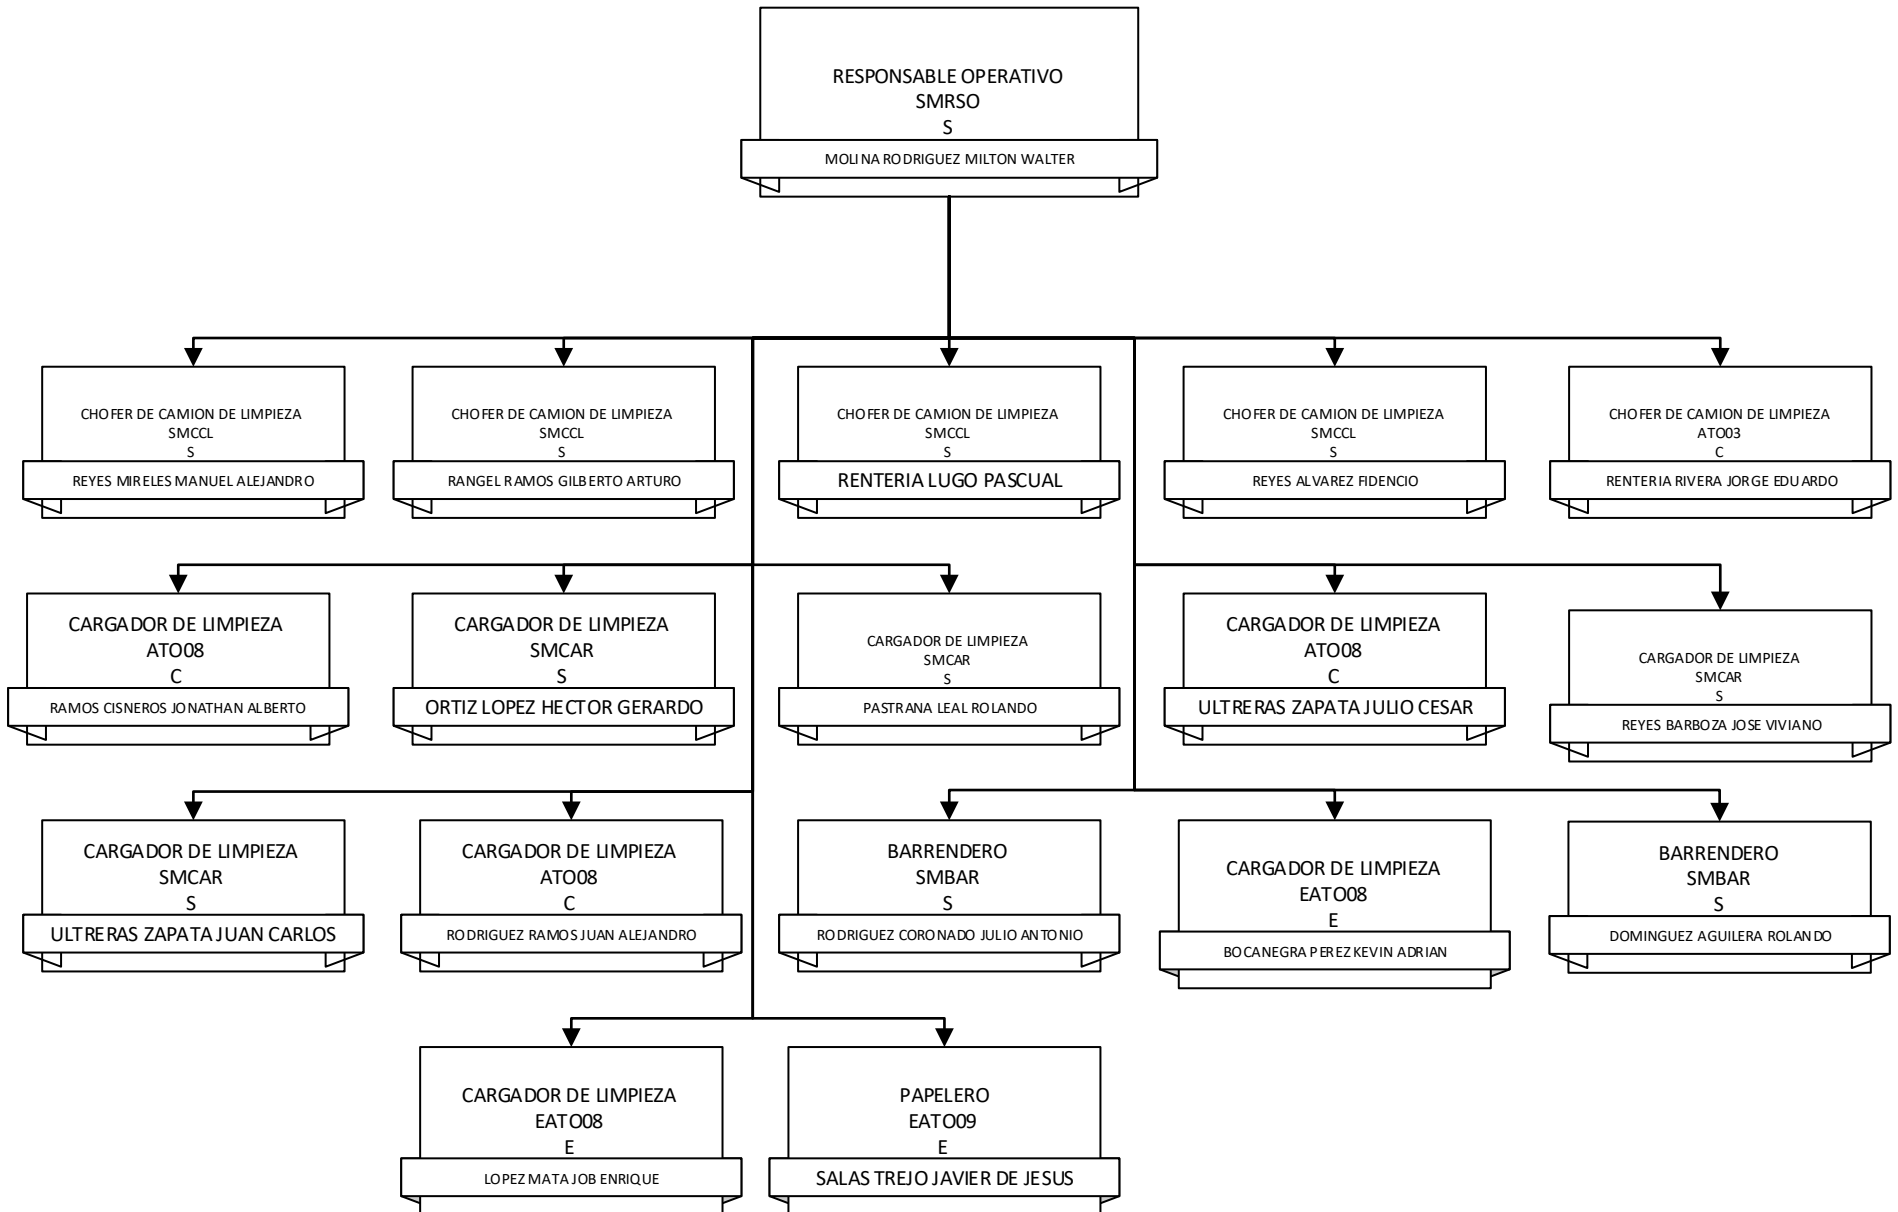 RESPONSABLE OPERATIVO
SMRSO
S
MOLINA RODRIGUEZ MILTON WALTER
CHOFER DE CAMION DE LIMPIEZA
SMCCL
S
REYES MIRELES MANUEL ALEJANDRO
CHOFER DE CAMION DE LIMPIEZA
SMCCL
S
RANGEL RAMOS GILBERTO ARTURO
CHOFER DE CAMION DE LIMPIEZA
SMCCL
S
RENTERIA LUGO PASCUAL
CHOFER DE CAMION DE LIMPIEZA
SMCCL
S
REYES ALVAREZ FIDENCIO
CHOFER DE CAMION DE LIMPIEZA
ATO03
C
RENTERIA RIVERA JORGE EDUARDO
CARGADOR DE LIMPIEZA
ATO08
C
RAMOS CISNEROS JONATHAN ALBERTO
CARGADOR DE LIMPIEZA
SMCAR
S
ORTIZ LOPEZ HECTOR GERARDO
CARGADOR DE LIMPIEZA
SMCAR
S
PASTRANA LEAL ROLANDO
CARGADOR DE LIMPIEZA
ATO08
C
ULTRERAS ZAPATA JULIO CESAR
CARGADOR DE LIMPIEZA
SMCAR
S
REYES BARBOZA JOSE VIVIANO
CARGADOR DE LIMPIEZA
SMCAR
S
ULTRERAS ZAPATA JUAN CARLOS
CARGADOR DE LIMPIEZA
ATO08
C
RODRIGUEZ RAMOS JUAN ALEJANDRO
BARRENDERO
SMBAR
S
RODRIGUEZ CORONADO JULIO ANTONIO
CARGADOR DE LIMPIEZA
EATO08
E
BOCANEGRA PEREZ KEVIN ADRIAN
BARRENDERO
SMBAR
S
DOMINGUEZ AGUILERA ROLANDO
CARGADOR DE LIMPIEZA
EATO08
E
LOPEZ MATA JOB ENRIQUE
PAPELERO
EATO09
E
SALAS TREJO JAVIER DE JESUS